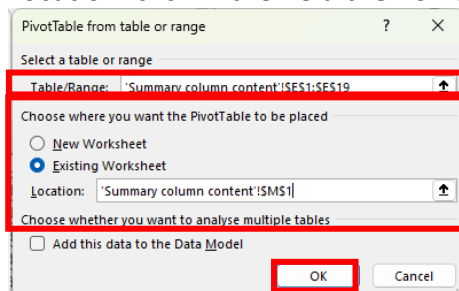 PivotTable from table or range ? ×
Select a table or range
Table/Range: 'Summary column content'!$E$1:$E$19
Choose where you want the PivotTable to be placed
New Worksheet
Existing Worksheet
Location: 'Summary column content'!$M$1
Choose whether you want to analyse multiple tables
Add this data to the Data Model
OK Cancel